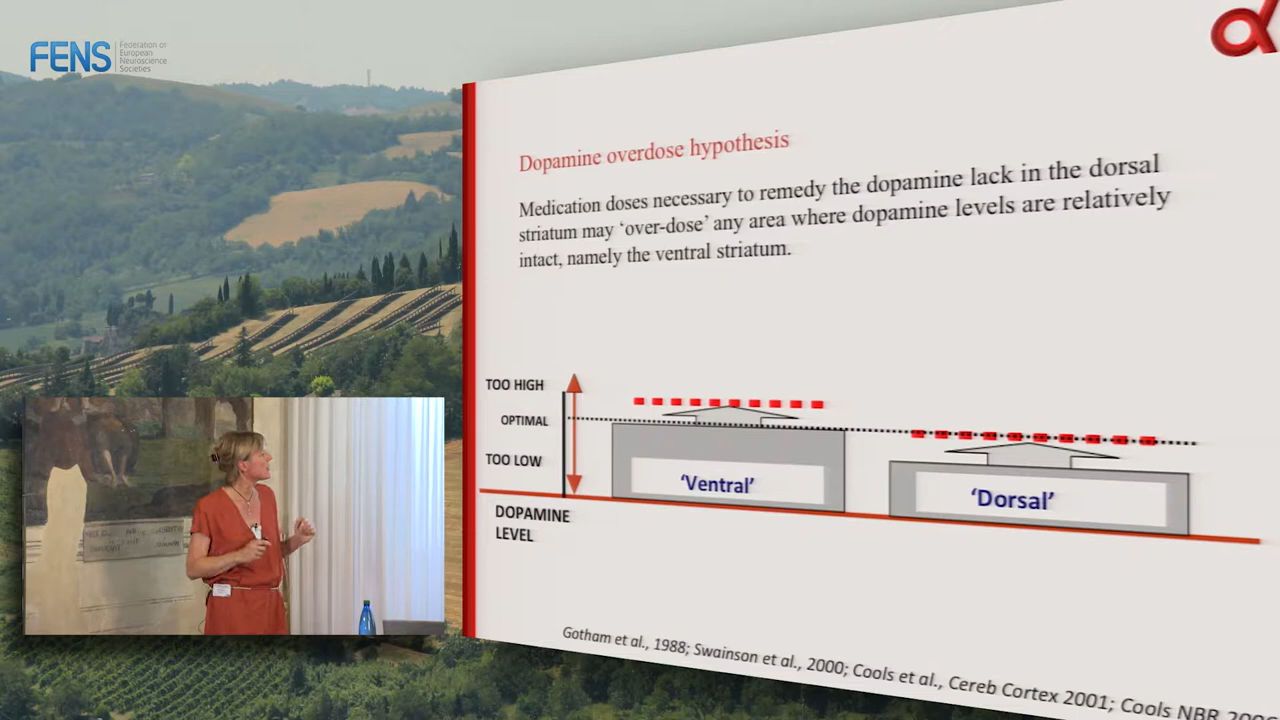 FENS
Federation of
European
Neuroscience
Societies
Dopamine overdose hypothesis
Medication doses necessary to remedy the dopamine lack in the dorsal
striatum may ‘over-dose’ any area where dopamine levels are relatively
intact, namely the ventral striatum.
TOO HIGH
OPTIMAL
TOO LOW
‘Ventral’
‘Dorsal’
DOPAMINE
LEVEL
Gotham et al., 1988; Swainson et al., 2000; Cools et al., Cereb Cortex 2001; Cools NBR